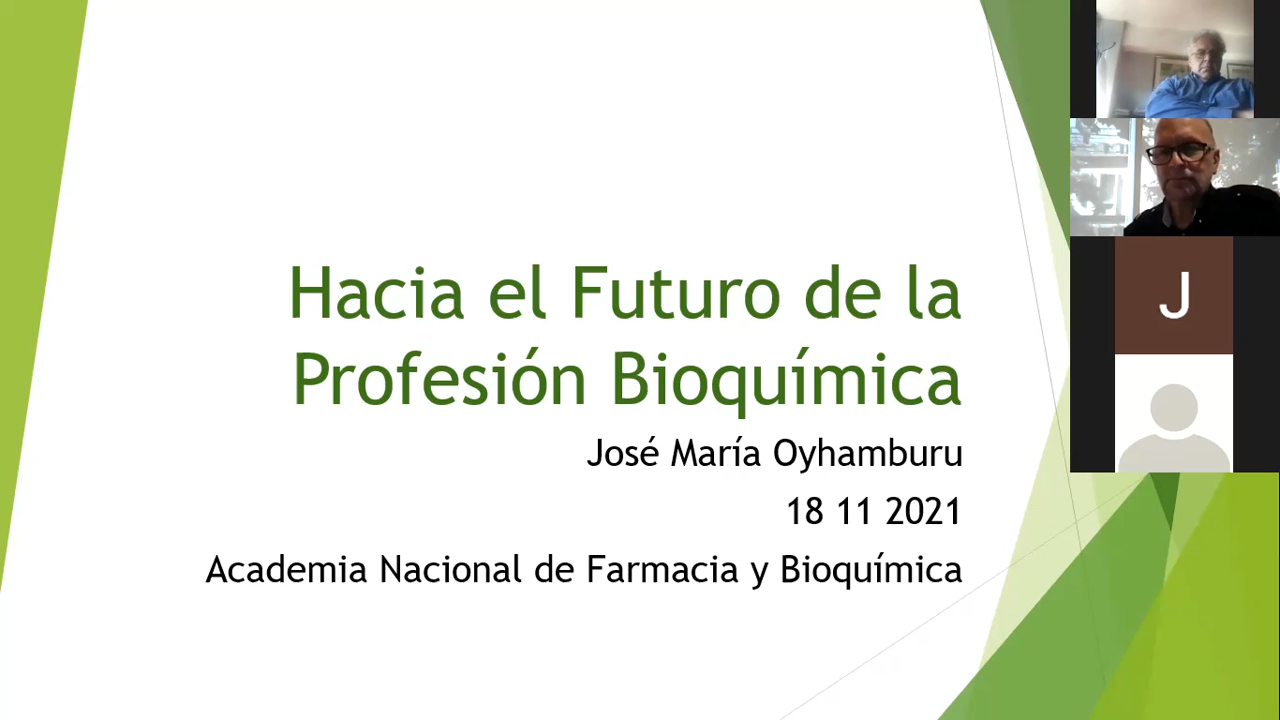 Hacia el Futuro de la
Profesión Bioquímica
José María Oyhamburu
18 11 2021
Academia Nacional de Farmacia y Bioquímica
J